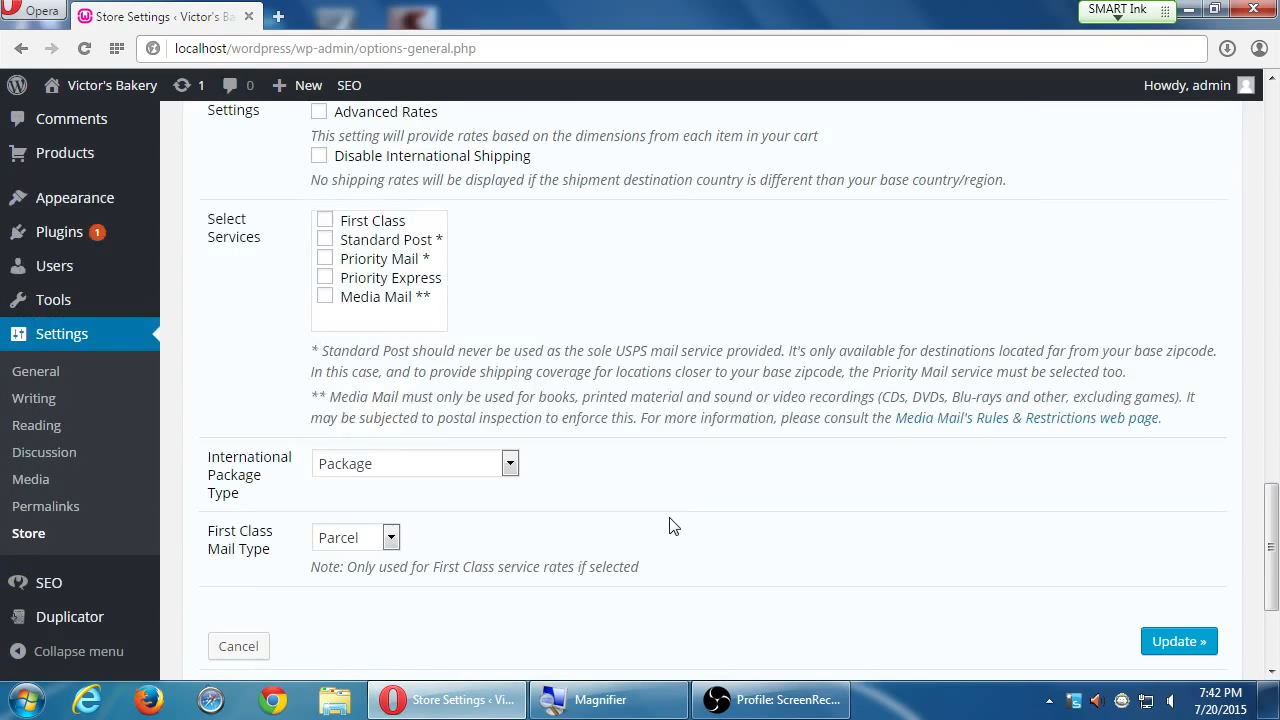 Opera
Store Settings ‹ Victor's Ba
SMART Ink
localhost/wordpress/wp-admin/options-general.php
Victor's Bakery
1
0
New
SEO
Howdy, admin
Comments
Products
Appearance
Plugins 1
Users
Tools
Settings
General
Writing
Reading
Discussion
Media
Permalinks
Store
SEO
Duplicator
Collapse menu
Settings
Advanced Rates
This setting will provide rates based on the dimensions from each item in your cart
Disable International Shipping
No shipping rates will be displayed if the shipment destination country is different than your base country/region.
Select
Services
First Class
Standard Post *
Priority Mail *
Priority Express
Media Mail **
* Standard Post should never be used as the sole USPS mail service provided. It's only available for destinations located far from your base zipcode.
In this case, and to provide shipping coverage for locations closer to your base zipcode, the Priority Mail service must be selected too.
** Media Mail must only be used for books, printed material and sound or video recordings (CDs, DVDs, Blu-rays and other, excluding games). It
may be subjected to postal inspection to enforce this. For more information, please consult the Media Mail's Rules & Restrictions web page.
International
Package
Type
Package
First Class
Mail Type
Parcel
Note: Only used for First Class service rates if selected
Cancel
Update »
Store Settings ‹ Vi...
Magnifier
Profile: ScreenRec...
7:42 PM
7/20/2015